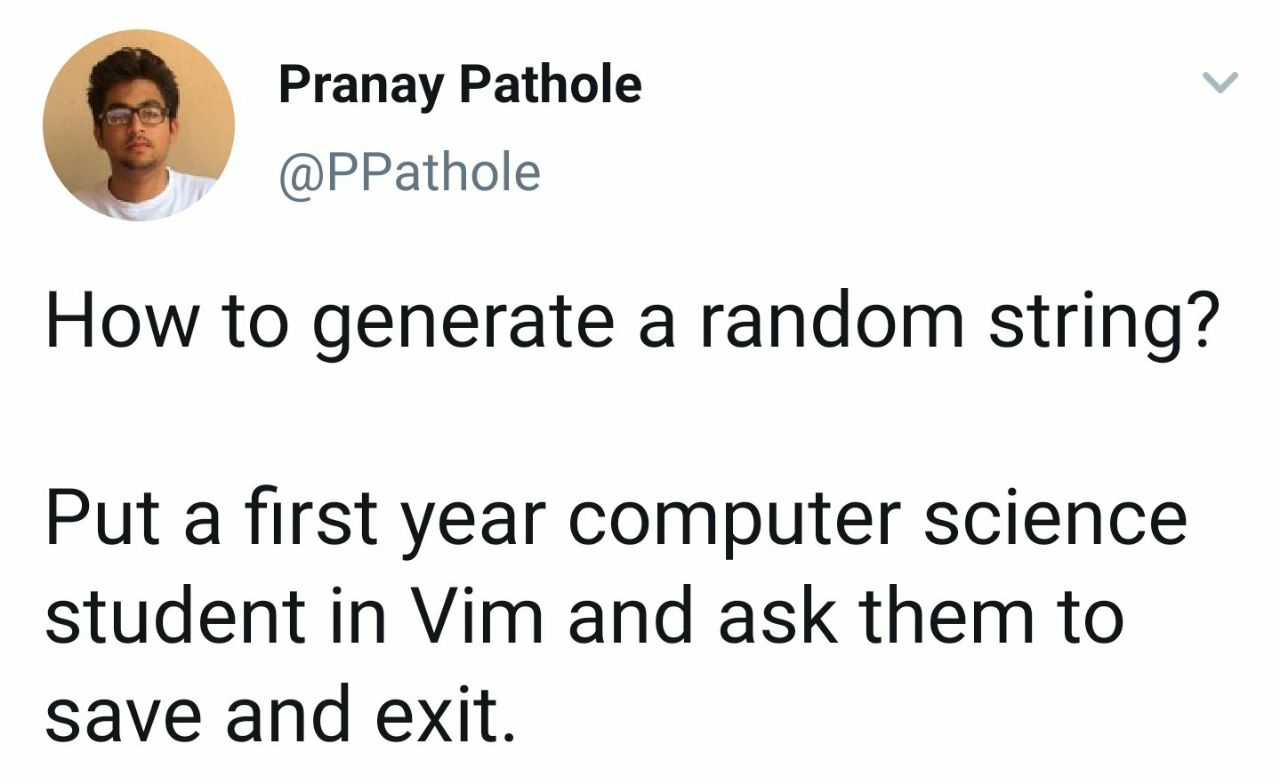 Pranay Pathole
@PPathole
How to generate a random string?
Put a first year computer science
student in Vim and ask them to
save and exit.